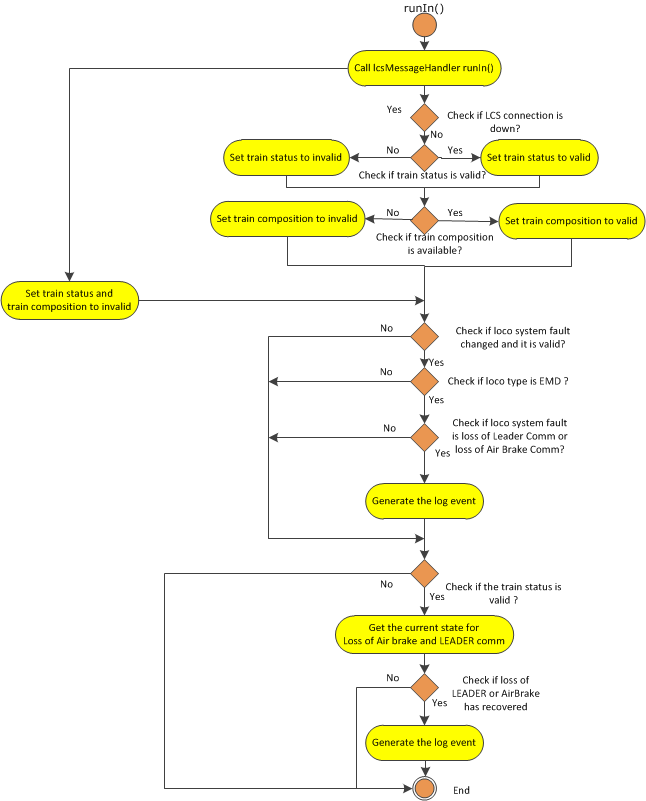 runIn()
Call lcsMessageHandler runIn()
Yes
Check if LCS connection is
down?
No
No
Yes
Set train status to invalid
Set train status to valid
Check if train status is valid?
No
Yes
Set train composition to invalid
Set train composition to valid
Check if train composition
is available?
Set train status and
train composition to invalid
No
Check if loco system fault
changed and it is valid?
Yes
No
Check if loco type is EMD ?
Yes
No
Check if loco system fault
is loss of Leader Comm or
loss of Air Brake Comm?
Yes
Generate the log event
No
Check if the train status is
valid ?
Yes
Get the current state for
Loss of Air brake and LEADER comm
No
Check if loss of
LEADER or AirBrake
has recovered
Yes
Generate the log event
End